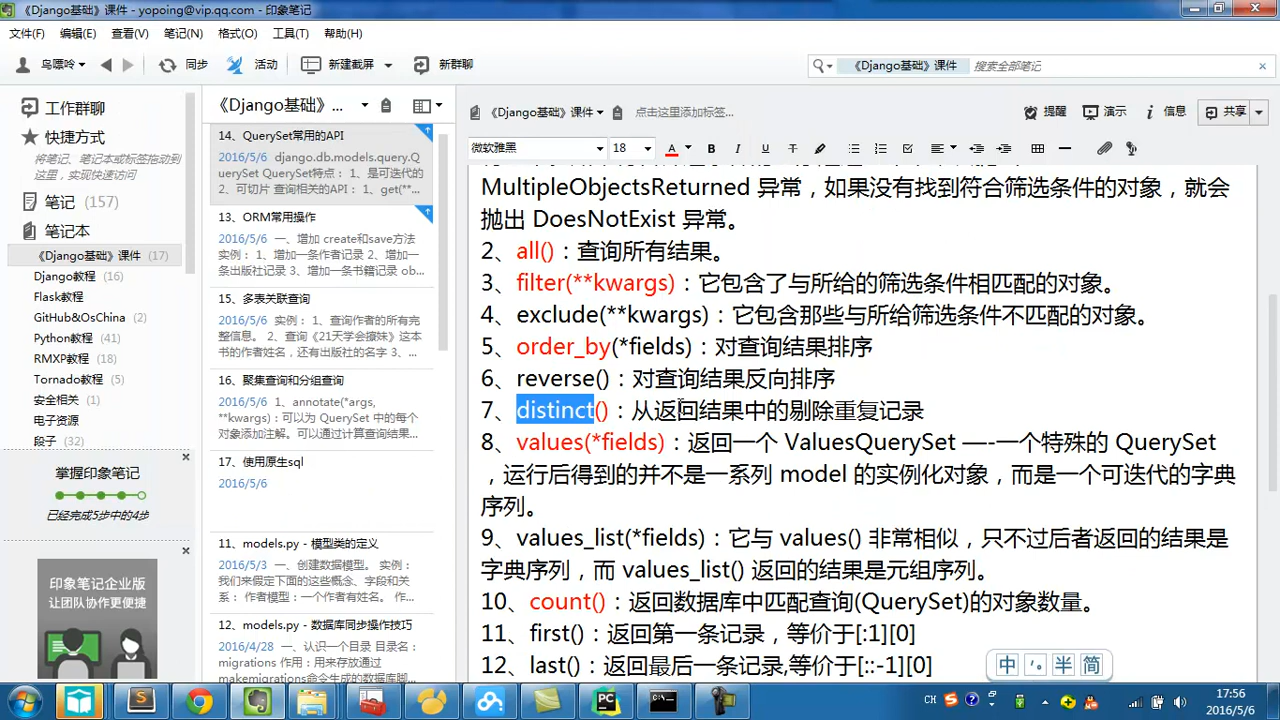 《Django基础》课件 - yopoing@vip.qq.com - 印象笔记
文件(F) 编辑(E) 查看(V) 笔记(N) 格式(O) 工具(T) 帮助(H)
乌嘌呤 同步 活动 新建截屏 新群聊 《Django基础》课件 搜索全部笔记
工作群聊
快捷方式
将笔记、笔记本或标签拖动到
这里，实现快速访问
笔记 (157)
笔记本
《Django基础》课件 (17)
Django教程 (16)
Flask教程
GitHub&OsChina (2)
Python教程 (41)
RMXP教程 (18)
Tornado教程 (5)
安全相关 (1)
电子资源
段子 (32)
掌握印象笔记
已经完成5步中的4步
印象笔记企业版
让团队协作更便捷
《Django基础》...
14、QuerySet常用的API
2016/5/6 django.db.models.query.Q
uerySet QuerySet特点： 1、是可迭代的
2、可切片 查询相关的API： 1、get(**...
13、ORM常用操作
2016/5/6 一、增加 create和save方法
实例： 1、增加一条作者记录 2、增加一
条出版社记录 3、增加一条书籍记录 ob...
15、多表关联查询
2016/5/6 实例： 1、查询作者的所有完
整信息。 2、查询《21天学会撩妹》这本
书的作者姓名，还有出版社的名字 3、...
16、聚集查询和分组查询
2016/5/6 1、annotate(*args,
**kwargs)：可以为 QuerySet 中的每个
对象添加注解。可以通过计算查询结果...
17、使用原生sql
2016/5/6
11、models.py - 模型类的定义
2016/5/3 一、创建数据模型。 实例：
我们来假定下面的这些概念、字段和关
系： 作者模型：一个作者有姓名。 作...
12、models.py - 数据库同步操作技巧
2016/4/28 一、认识一个目录 目录名：
migrations 作用：用来存放通过
makemigrations命令生成的数据库脚...
《Django基础》课件 点击这里添加标签... 提醒 演示 信息 共享
微软雅黑 18
MultipleObjectsReturned 异常，如果没有找到符合筛选条件的对象，就会
抛出 DoesNotExist 异常。
2、all()：查询所有结果。
3、filter(**kwargs)：它包含了与所给的筛选条件相匹配的对象。
4、exclude(**kwargs)：它包含那些与所给筛选条件不匹配的对象。
5、order_by(*fields)：对查询结果排序
6、reverse()：对查询结果反向排序
7、distinct()：从返回结果中的剔除重复记录
8、values(*fields)：返回一个 ValuesQuerySet —-一个特殊的 QuerySet
，运行后得到的并不是一系列 model 的实例化对象，而是一个可迭代的字典
序列。
9、values_list(*fields)：它与 values() 非常相似，只不过后者返回的结果是
字典序列，而 values_list() 返回的结果是元组序列。
10、count()：返回数据库中匹配查询(QuerySet)的对象数量。
11、first()：返回第一条记录，等价于[:1][0]
12、last()：返回最后一条记录,等价于[::-1][0]
中 半 简
CH 17:56
2016/5/6